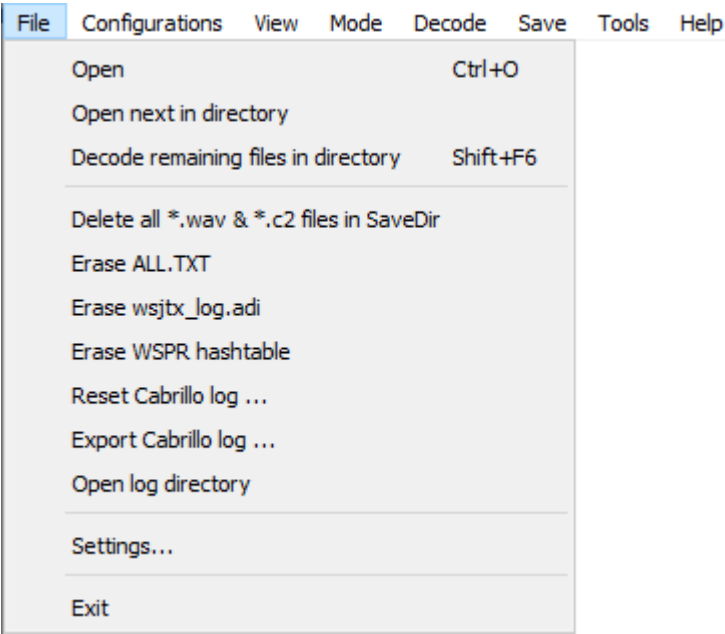 File Configurations View Mode Decode Save Tools Help
Open Ctrl+O
Open next in directory
Decode remaining files in directory Shift+F6
Delete all *.wav & *.c2 files in SaveDir
Erase ALL.TXT
Erase wsjtx_log.adi
Erase WSPR hashtable
Reset Cabrillo log ...
Export Cabrillo log ...
Open log directory
Settings...
Exit